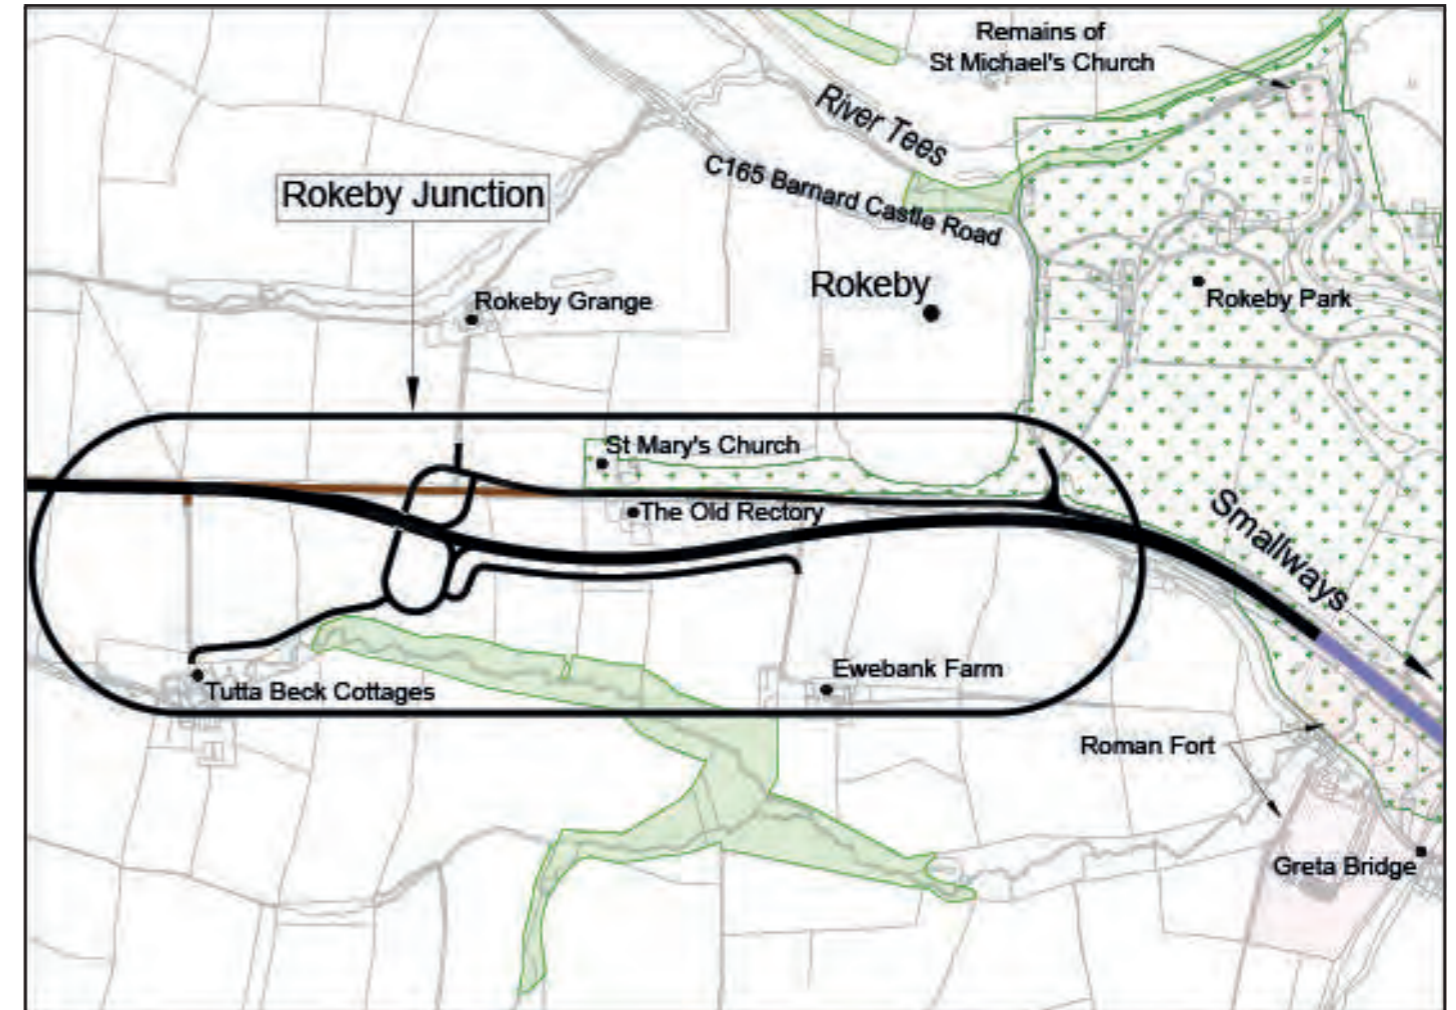 Remains of
St Michael's Church
River Tees
C165 Barnard Castle Road
Rokeby Junction
Rokeby
Rokeby Park
Rokeby Grange
St Mary's Church
The Old Rectory
Smallways
Ewebank Farm
Tutta Beck Cottages
Roman Fort
Greta Bridge